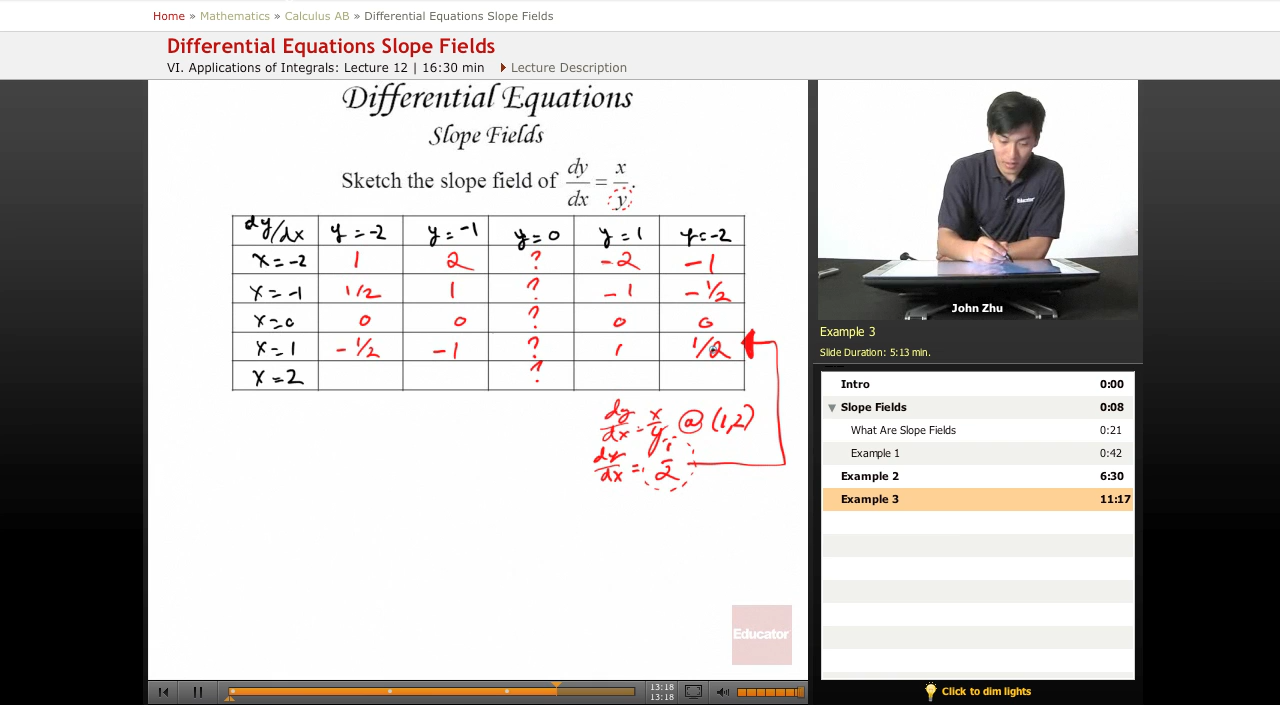 Home » Mathematics » Calculus AB » Differential Equations Slope Fields
Differential Equations Slope Fields
VI. Applications of Integrals: Lecture 12 | 16:30 min Lecture Description
Differential Equations
Slope Fields
Sketch the slope field of dy/dx = x/y.
dy/dx y = -2 y = -1 y = 0 y = 1 y = -2
x = -2 1 2 ? -2 -1
x = -1 1/2 1 ? -1 -1/2
x = 0 0 0 ? 0 0
x = 1 -1/2 -1 ? 1 1/2
x = 2 ?
dy/dx = x/y @ (1,2)
dy/dx = 1/2
Educator
Educator
John Zhu
Example 3
Slide Duration: 5:13 min.
Intro 0:00
Slope Fields 0:08
What Are Slope Fields 0:21
Example 1 0:42
Example 2 6:30
Example 3 11:17
13:18
13:18
Click to dim lights